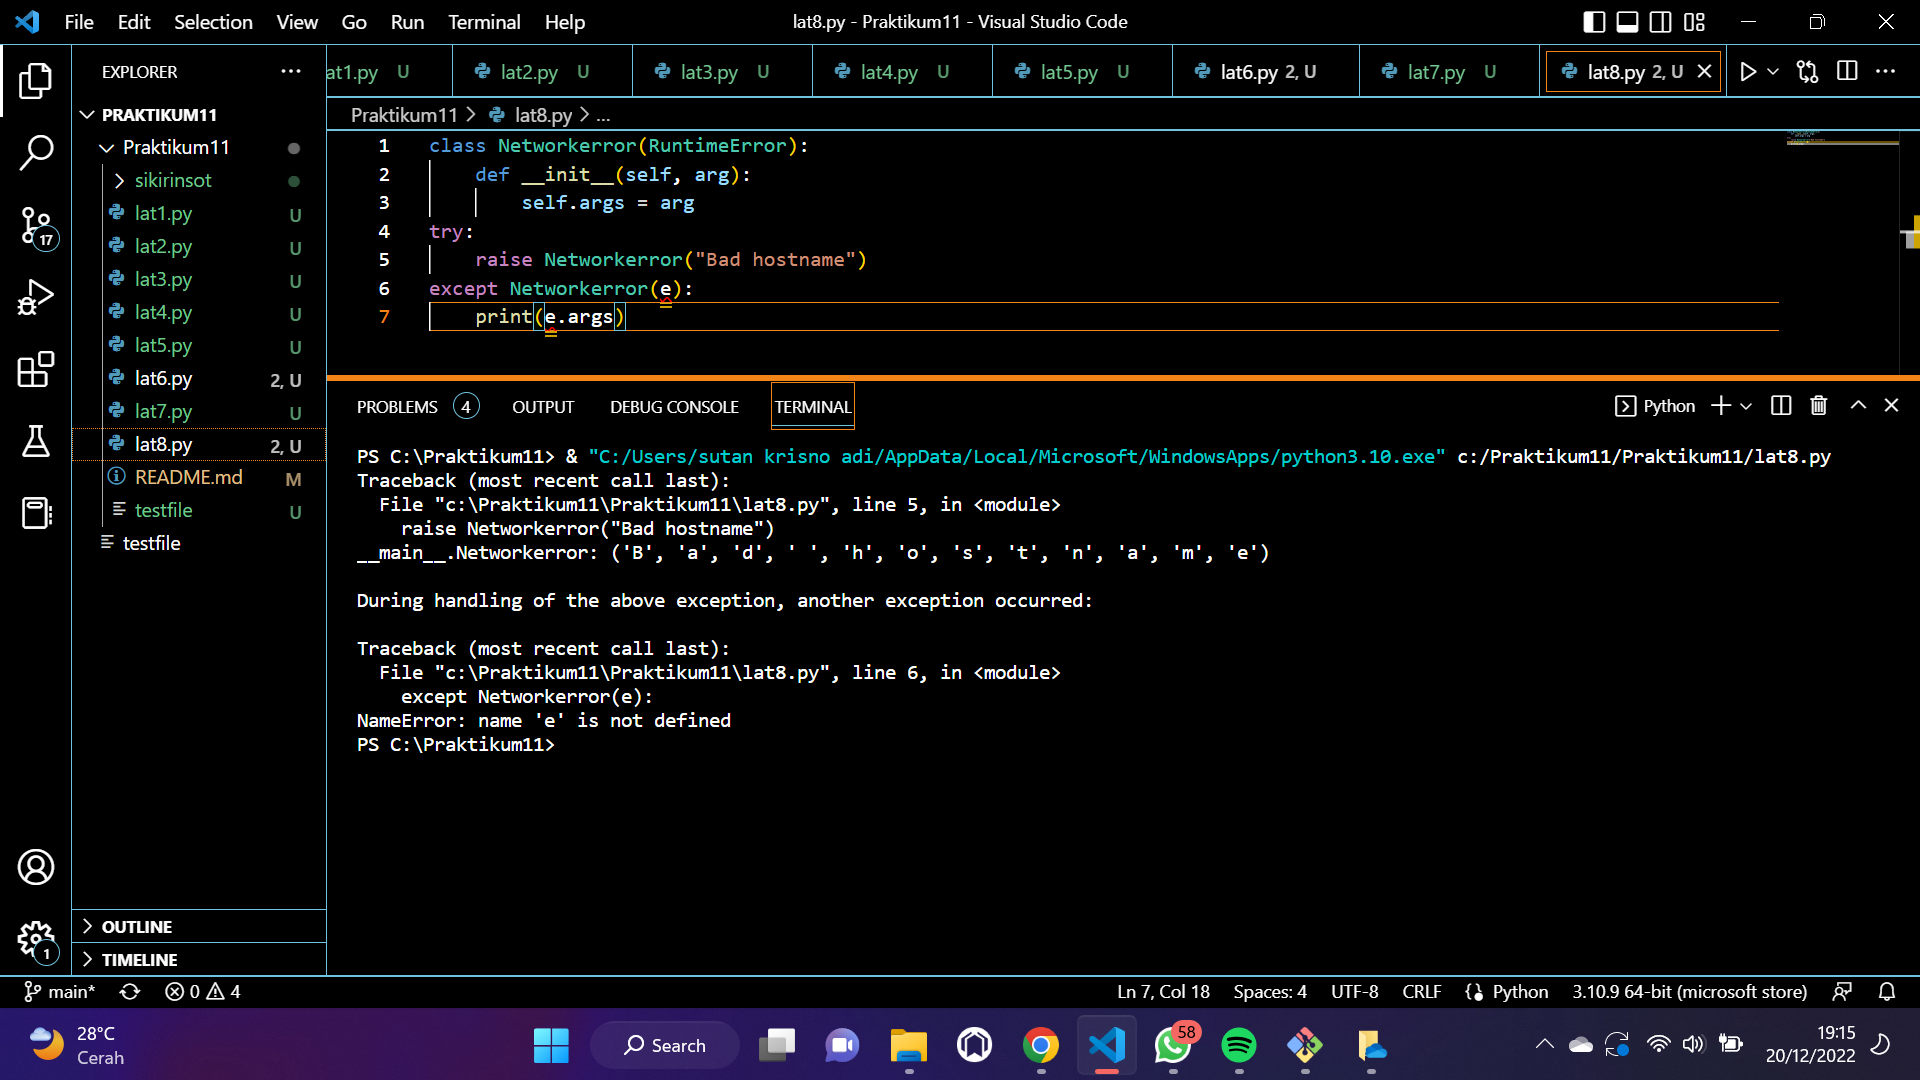 File Edit Selection View Go Run Terminal Help
lat8.py - Praktikum11 - Visual Studio Code
EXPLORER
at1.py U
lat2.py U
lat3.py U
lat4.py U
lat5.py U
lat6.py 2, U
lat7.py U
lat8.py 2, U
PRAKTIKUM11
Praktikum11
sikirinsot
lat1.py U
lat2.py U
lat3.py U
lat4.py U
lat5.py U
lat6.py 2, U
lat7.py U
lat8.py 2, U
README.md M
testfile U
testfile
17
1
OUTLINE
TIMELINE
Praktikum11 > lat8.py > ...
1 class Networkerror(RuntimeError):
2 def __init__(self, arg):
3 self.args = arg
4 try:
5 raise Networkerror("Bad hostname")
6 except Networkerror(e):
7 print(e.args)
PROBLEMS 4 OUTPUT DEBUG CONSOLE TERMINAL
Python
PS C:\Praktikum11> & "C:/Users/sutan krisno adi/AppData/Local/Microsoft/WindowsApps/python3.10.exe" c:/Praktikum11/Praktikum11/lat8.py
Traceback (most recent call last):
File "c:\Praktikum11\Praktikum11\lat8.py", line 5, in <module>
raise Networkerror("Bad hostname")
__main__.Networkerror: ('B', 'a', 'd', ' ', 'h', 'o', 's', 't', 'n', 'a', 'm', 'e')
During handling of the above exception, another exception occurred:
Traceback (most recent call last):
File "c:\Praktikum11\Praktikum11\lat8.py", line 6, in <module>
except Networkerror(e):
NameError: name 'e' is not defined
PS C:\Praktikum11>
main* 0 4
Ln 7, Col 18 Spaces: 4 UTF-8 CRLF Python 3.10.9 64-bit (microsoft store)
28°C
Cerah
Search
58
19:15
20/12/2022